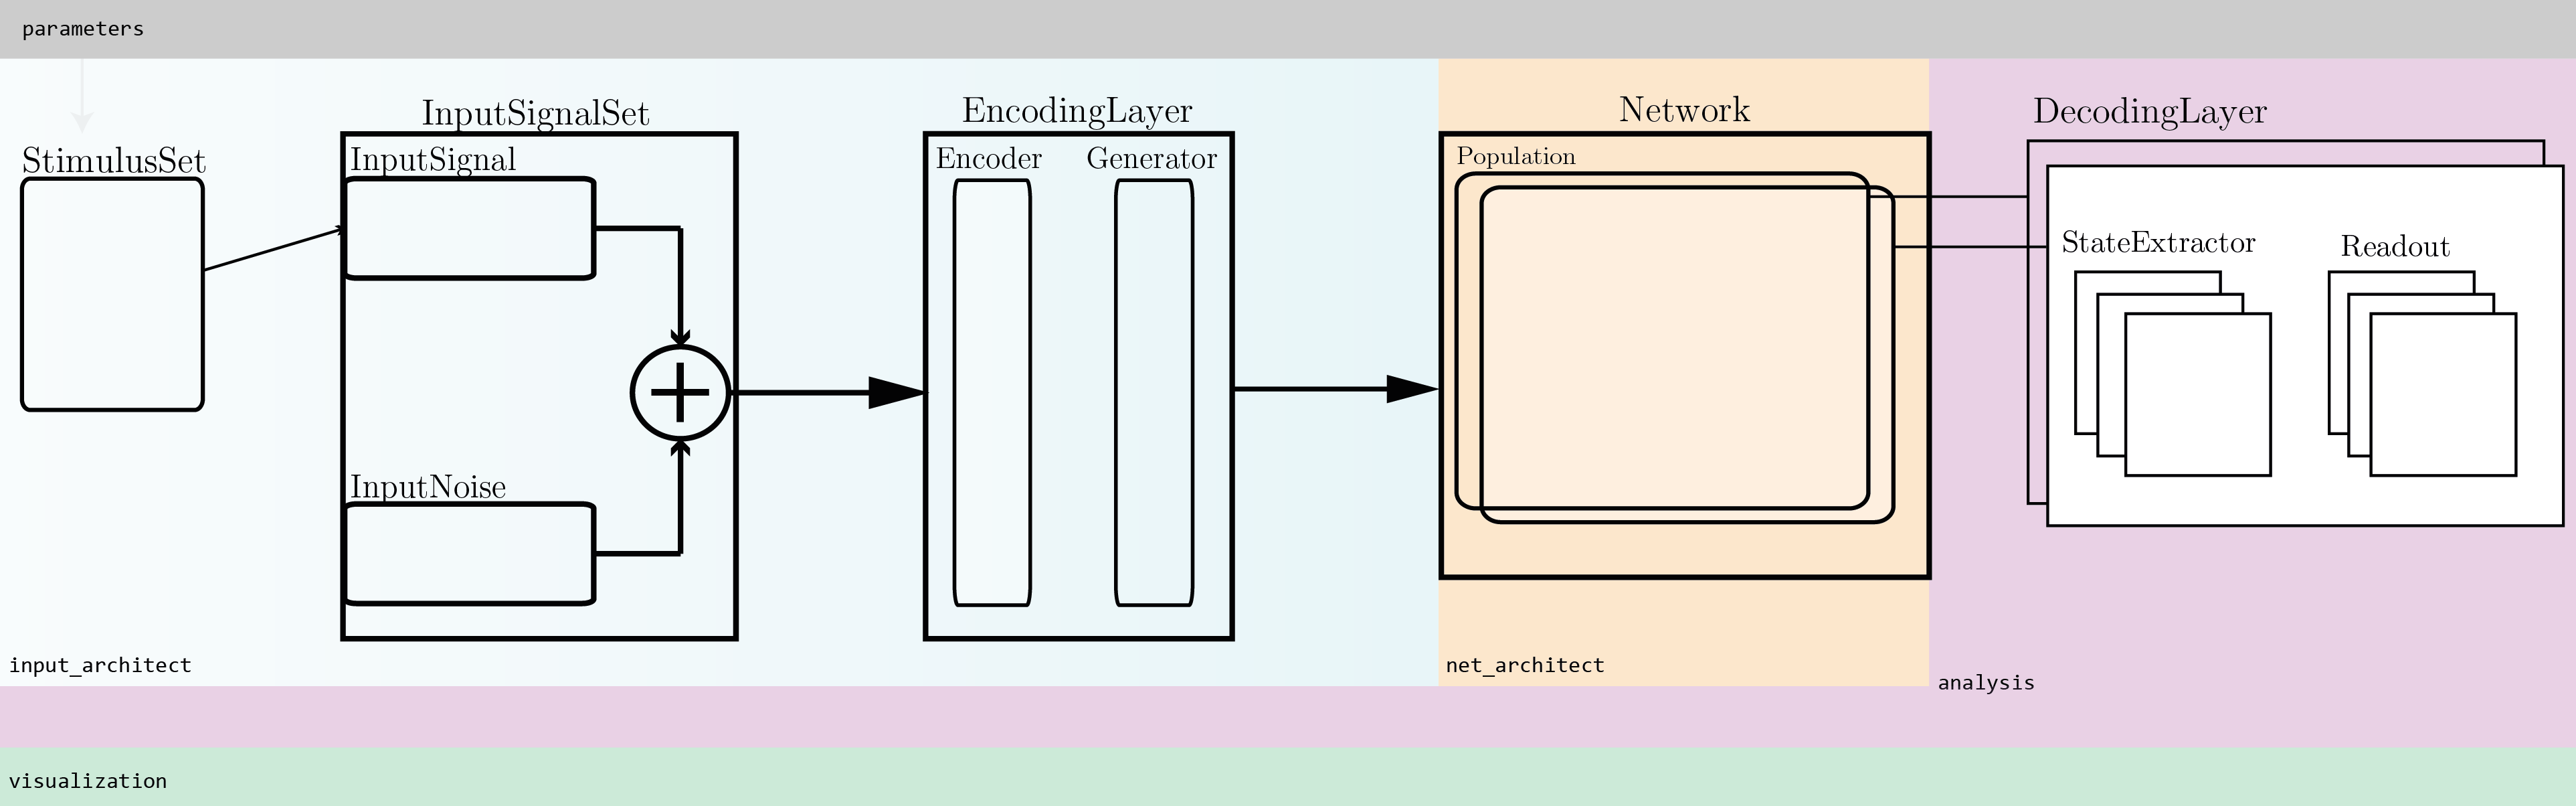 parameters
StimulusSet
InputSignalSet
InputSignal
InputNoise
EncodingLayer
Encoder
Generator
Network
Population
DecodingLayer
StateExtractor
Readout
input_architect
net_architect
analysis
visualization